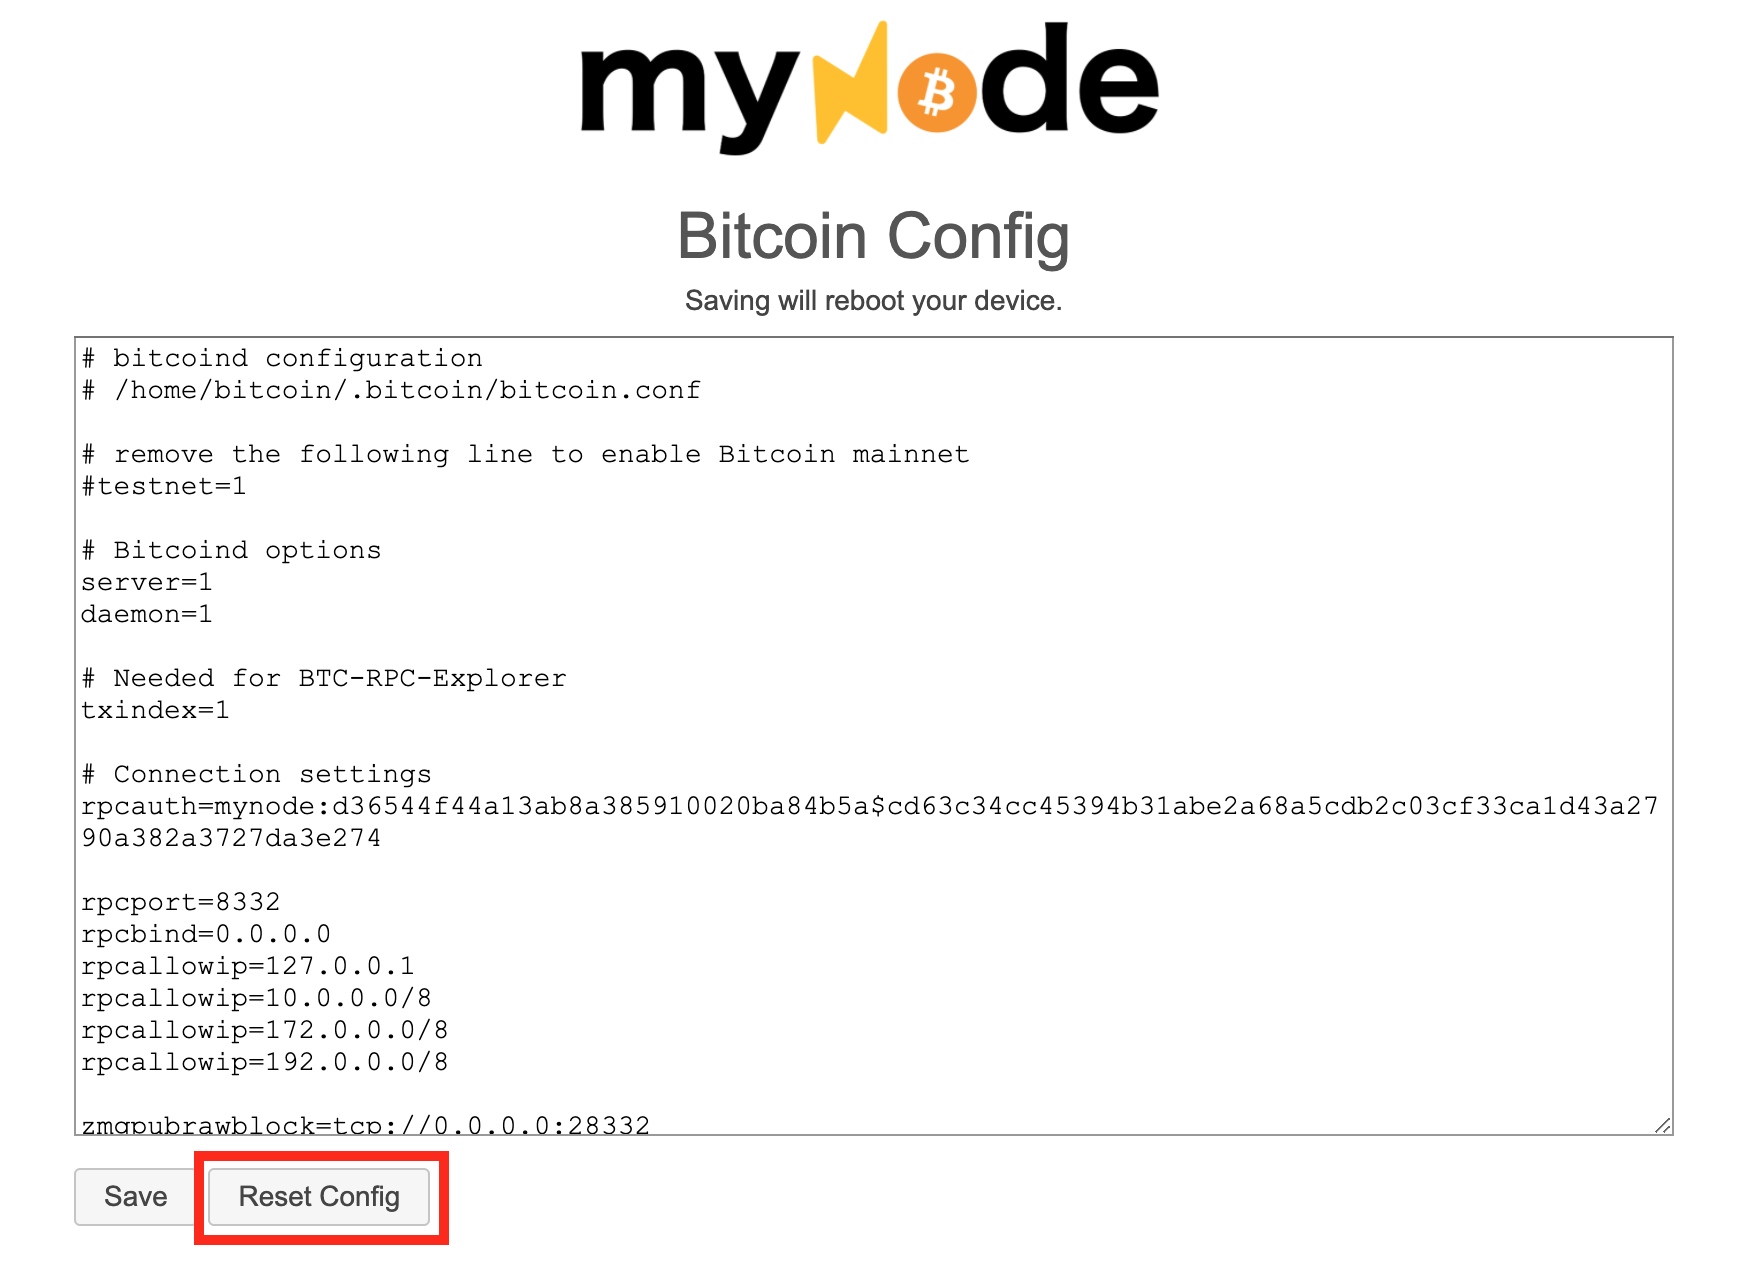 myNode
Bitcoin Config
Saving will reboot your device.
# bitcoind configuration
# /home/bitcoin/.bitcoin/bitcoin.conf
# remove the following line to enable Bitcoin mainnet
#testnet=1
# Bitcoind options
server=1
daemon=1
# Needed for BTC-RPC-Explorer
txindex=1
# Connection settings
rpcauth=mynode:d36544f44a13ab8a385910020ba84b5a$cd63c34cc45394b31abe2a68a5cdb2c03cf33ca1d43a27
90a382a3727da3e274
rpcport=8332
rpcbind=0.0.0.0
rpcallowip=127.0.0.1
rpcallowip=10.0.0.0/8
rpcallowip=172.0.0.0/8
rpcallowip=192.0.0.0/8
zmqpubrawblock=tcp://0.0.0.0:28332
Save
Reset Config